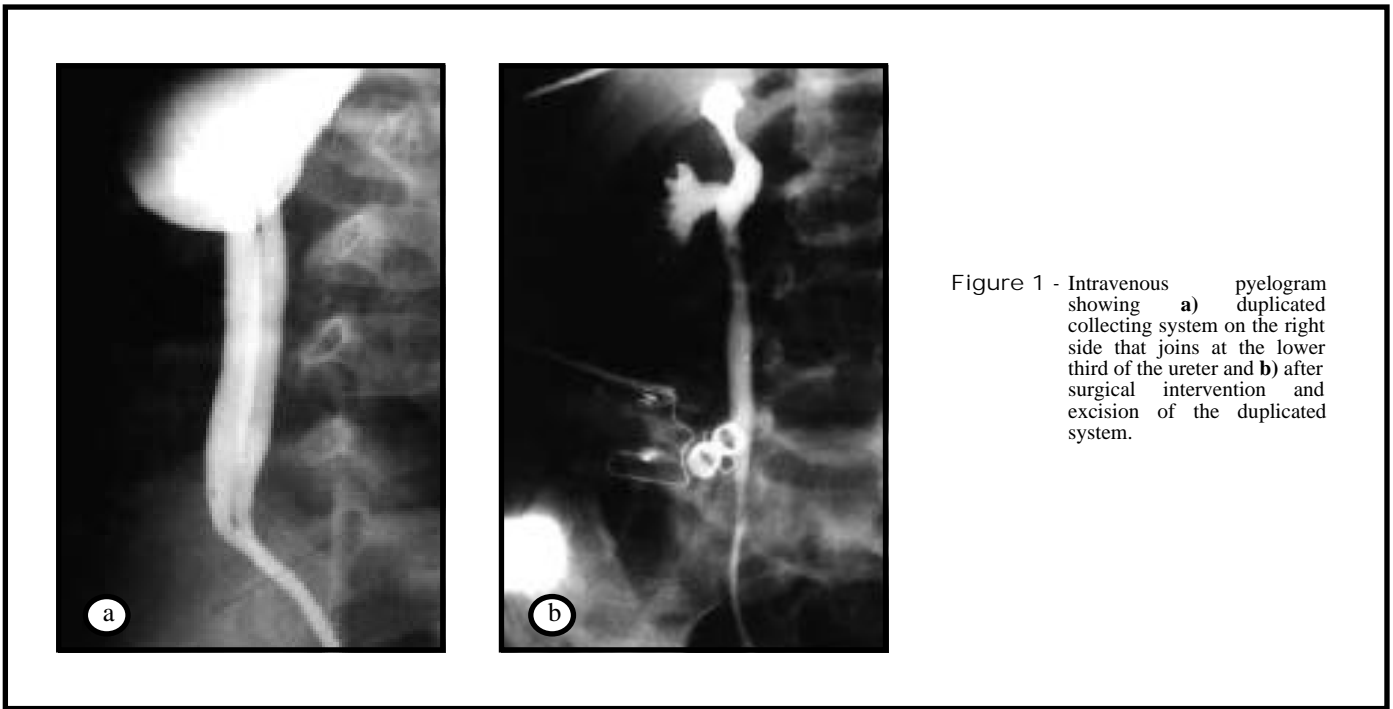 a
b
Figure 1 - Intravenous pyelogram
showing a) duplicated
collecting system on the right
side that joins at the lower
third of the ureter and b) after
surgical intervention and
excision of the duplicated
system.